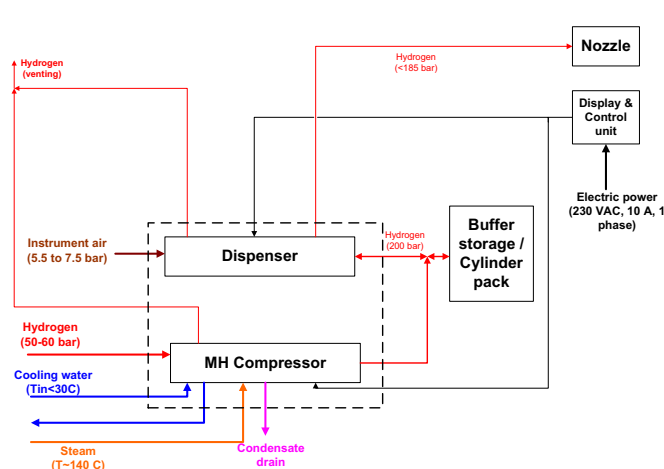 Nozzle
Hydrogen
(<185 bar)
Hydrogen
(venting)
Display &
Control
unit
Electric power
(230 VAC, 10 A, 1
phase)
Buffer
storage /
Cylinder
pack
Hydrogen
(200 bar)
Instrument air
(5.5 to 7.5 bar)
Dispenser
Hydrogen
(50-60 bar)
MH Compressor
Cooling water
(Tin<30C)
Steam
(T~140 C)
Condensate
drain